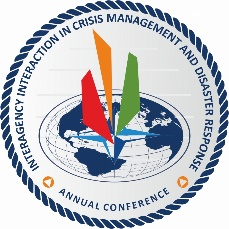 INTERAGENCY INTERACTION IN CRISIS MANAGEMENT AND DISASTER RESPONSE
ANNUAL CONFERENCE